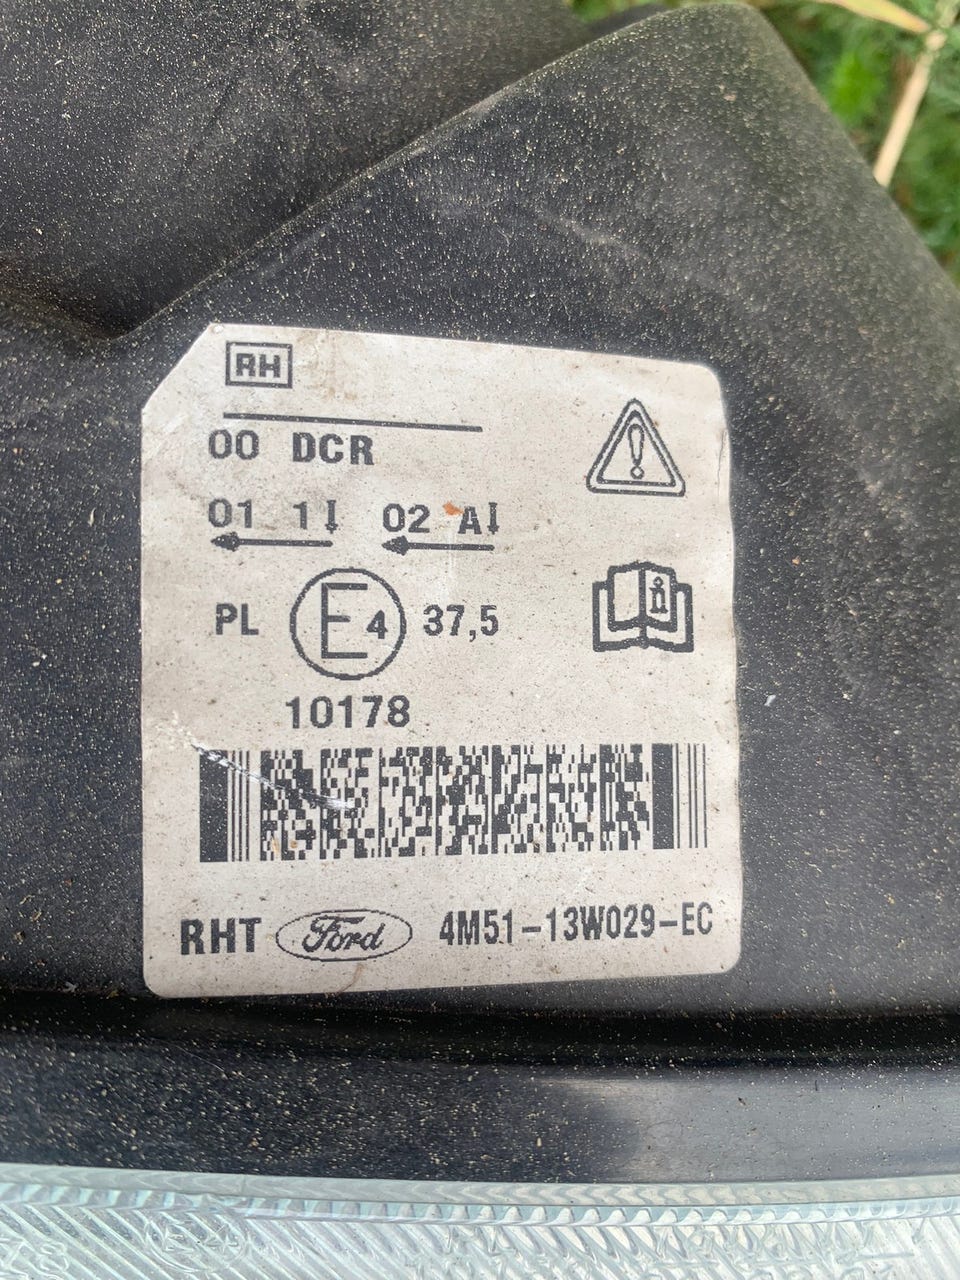 RH
00 DCR
01 1 02 A
PL E4 37,5
10178
RHT Ford 4M51-13W029-EC